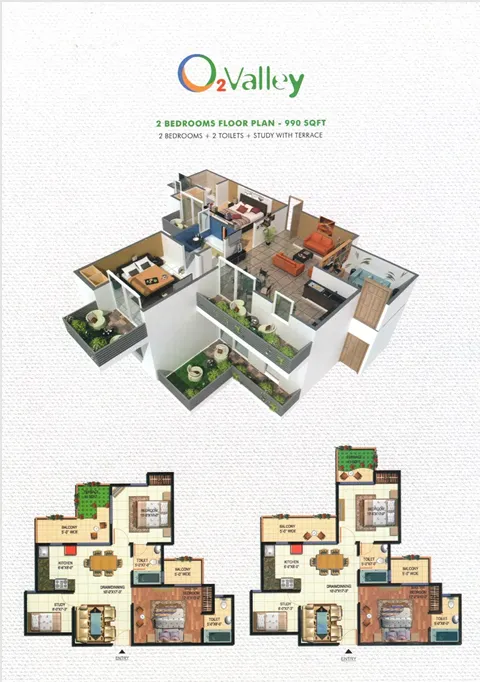 O2Valley
2 BEDROOMS FLOOR PLAN - 990 SQFT
2 BEDROOMS + 2 TOILETS + STUDY WITH TERRACE
TERRACE
BEDROOM
BALCONY
5'-0" WIDE
KITCHEN
TOILET
BALCONY
5'-0" WIDE
DRAWING/DINING
STUDY
BEDROOM
TOILET
ENTRY
TERRACE
BEDROOM
BALCONY
5'-0" WIDE
KITCHEN
TOILET
BALCONY
5'-0" WIDE
DRAWING/DINING
STUDY
BEDROOM
TOILET
ENTRY